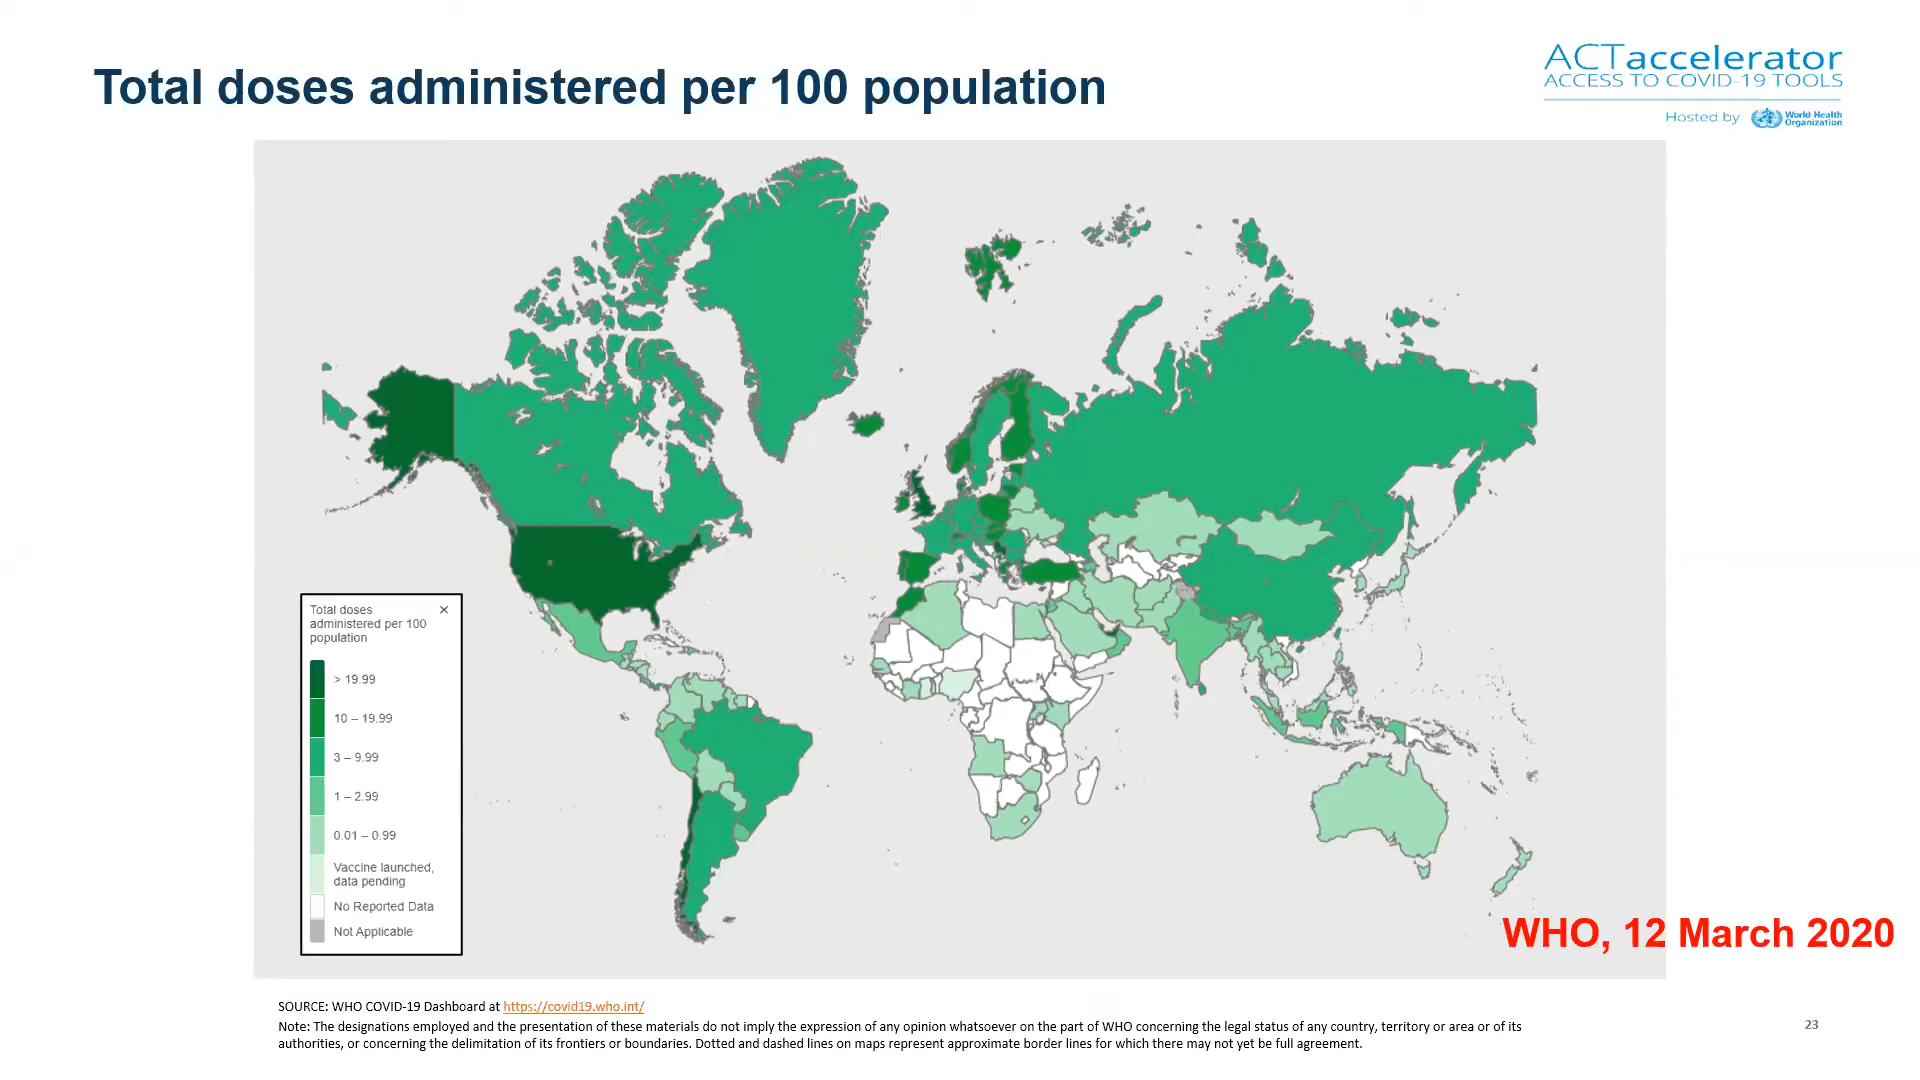 Total doses administered per 100 population
ACTaccelerator
ACCESS TO COVID-19 TOOLS
Hosted by
World Health
Organization
Total doses
administered per 100
population
×
> 19.99
10 – 19.99
3 – 9.99
1 – 2.99
0.01 – 0.99
Vaccine launched,
data pending
No Reported Data
Not Applicable
WHO, 12 March 2020
SOURCE: WHO COVID-19 Dashboard at https://covid19.who.int/
Note: The designations employed and the presentation of these materials do not imply the expression of any opinion whatsoever on the part of WHO concerning the legal status of any country, territory or area or of its
authorities, or concerning the delimitation of its frontiers or boundaries. Dotted and dashed lines on maps represent approximate border lines for which there may not yet be full agreement.
23